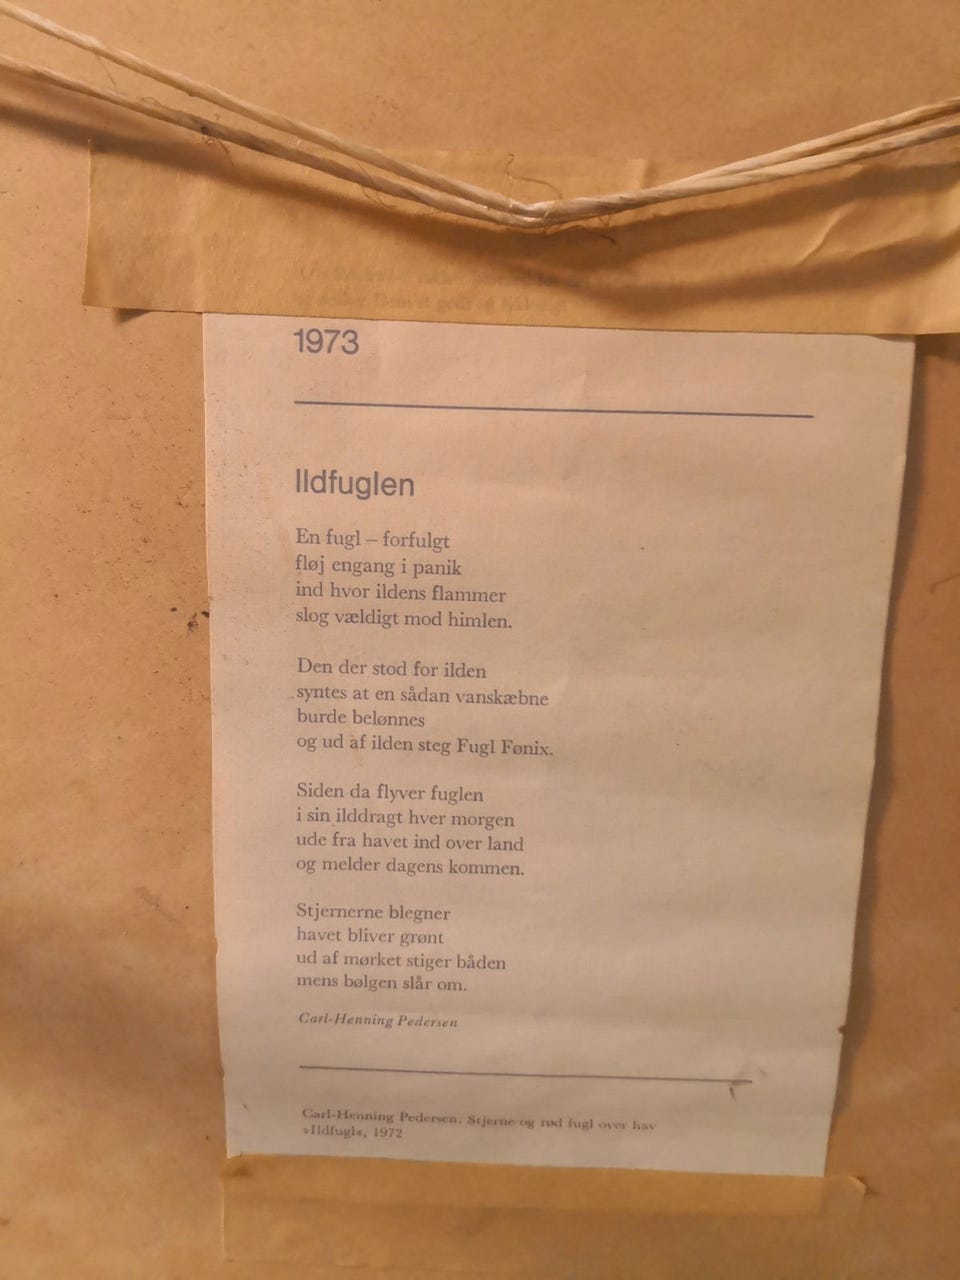 1973
Ildfuglen
En fugl – forfulgt
fløj engang i panik
ind hvor ildens flammer
slog vældigt mod himlen.
Den der stod for ilden
syntes at en sådan vanskæbne
burde belønnes
og ud af ilden steg Fugl Fønix.
Siden da flyver fuglen
i sin ilddragt hver morgen
ude fra havet ind over land
og melder dagens kommen.
Stjernerne blegner
havet bliver grønt
ud af mørket stiger båden
mens bølgen slår om.
Carl-Henning Pedersen
Carl-Henning Pedersen. Stjerne og rød fugl over hav
»Ildfugl«, 1972